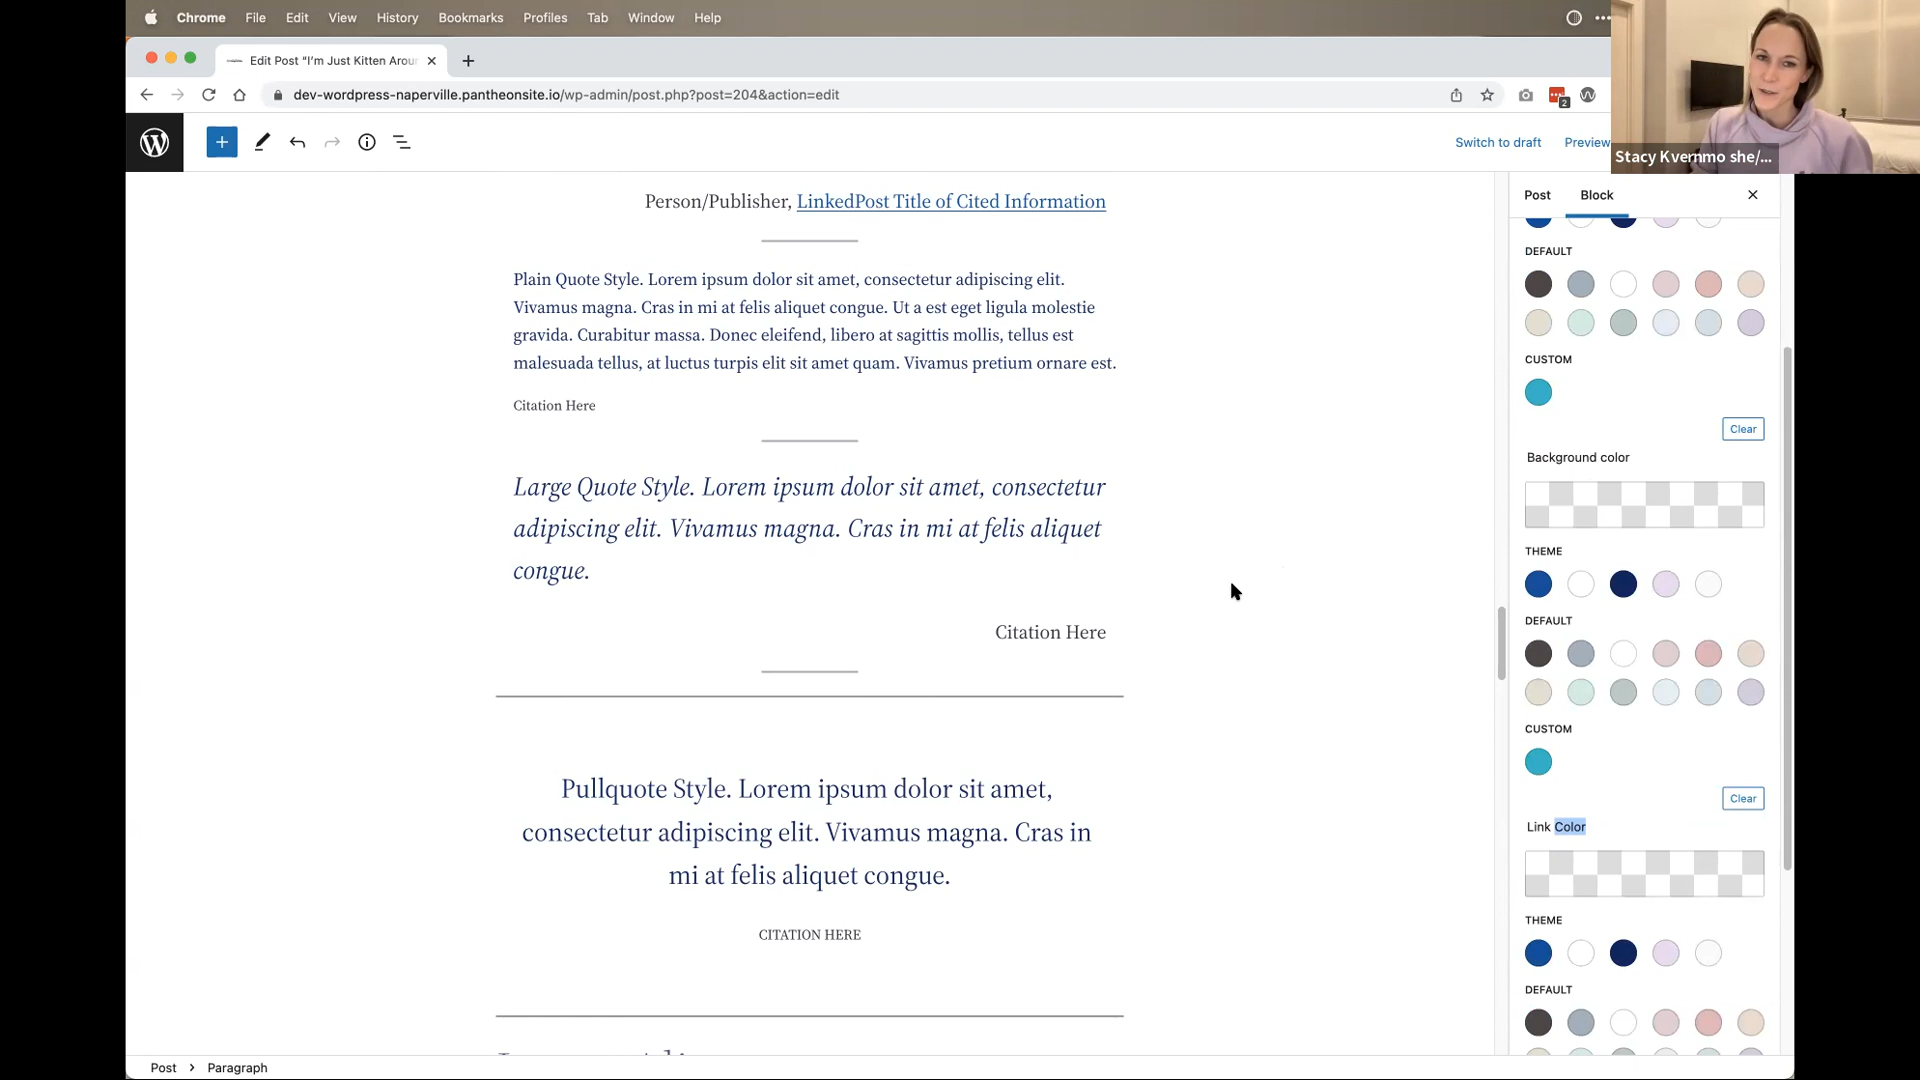 Chrome File Edit View History Bookmarks Profiles Tab Window Help
Edit Post “I’m Just Kitten Arou
dev-wordpress-naperville.pantheonsite.io/wp-admin/post.php?post=204&action=edit
2
Switch to draft Preview
Stacy Kvernmo she/...
Post Block
Person/Publisher, LinkedPost Title of Cited Information
Plain Quote Style. Lorem ipsum dolor sit amet, consectetur adipiscing elit.
Vivamus magna. Cras in mi at felis aliquet congue. Ut a est eget ligula molestie
gravida. Curabitur massa. Donec eleifend, libero at sagittis mollis, tellus est
malesuada tellus, at luctus turpis elit sit amet quam. Vivamus pretium ornare est.
Citation Here
Large Quote Style. Lorem ipsum dolor sit amet, consectetur
adipiscing elit. Vivamus magna. Cras in mi at felis aliquet
congue.
Citation Here
Pullquote Style. Lorem ipsum dolor sit amet,
consectetur adipiscing elit. Vivamus magna. Cras in
mi at felis aliquet congue.
CITATION HERE
DEFAULT
CUSTOM
Clear
Background color
THEME
DEFAULT
CUSTOM
Clear
Link Color
THEME
DEFAULT
Post > Paragraph